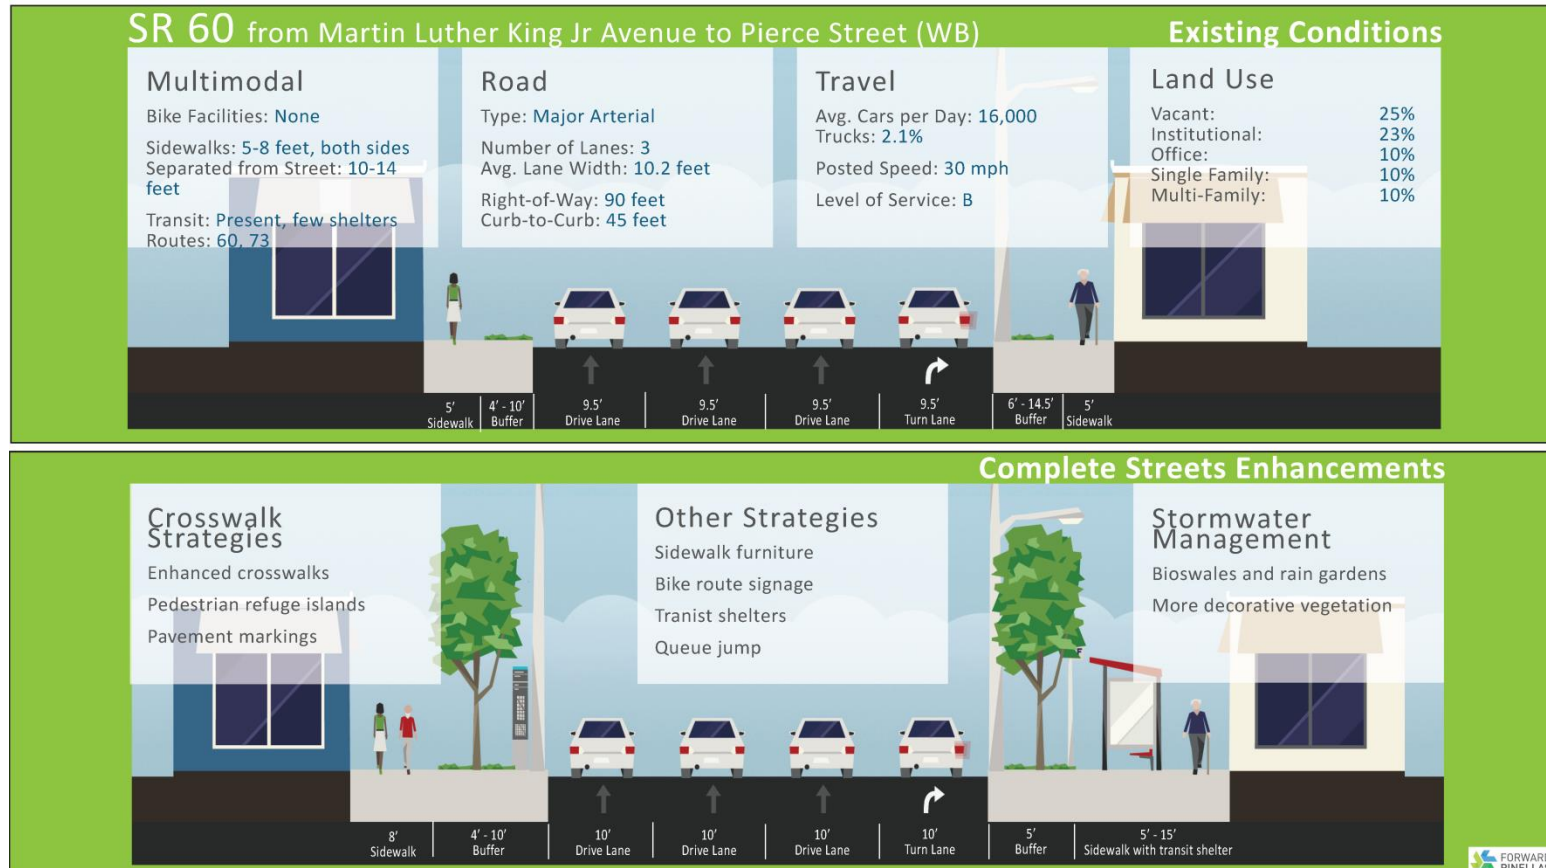 SR 60 from Martin Luther King Jr Avenue to Pierce Street (WB)
Existing Conditions
Multimodal
Bike Facilities: None
Sidewalks: 5-8 feet, both sides
Separated from Street: 10-14
feet
Transit: Present, few shelters
Routes: 60, 73
Road
Type: Major Arterial
Number of Lanes: 3
Avg. Lane Width: 10.2 feet
Right-of-Way: 90 feet
Curb-to-Curb: 45 feet
Travel
Avg. Cars per Day: 16,000
Trucks: 2.1%
Posted Speed: 30 mph
Level of Service: B
Land Use
Vacant: 25%
Institutional: 23%
Office: 10%
Single Family: 10%
Multi-Family: 10%
5'
Sidewalk
4' - 10'
Buffer
9.5'
Drive Lane
9.5'
Drive Lane
9.5'
Drive Lane
9.5'
Turn Lane
6' - 14.5'
Buffer
5'
Sidewalk
Complete Streets Enhancements
Crosswalk
Strategies
Enhanced crosswalks
Pedestrian refuge islands
Pavement markings
Other Strategies
Sidewalk furniture
Bike route signage
Tranist shelters
Queue jump
Stormwater
Management
Bioswales and rain gardens
More decorative vegetation
8'
Sidewalk
4' - 10'
Buffer
10'
Drive Lane
10'
Drive Lane
10'
Drive Lane
10'
Turn Lane
5'
Buffer
5' - 15'
Sidewalk with transit shelter
FORWARD
PINELLAS